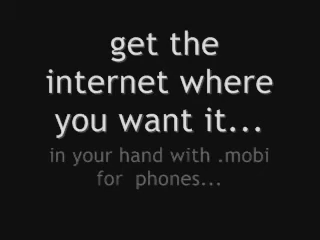 get the
internet where
you want it...
in your hand with .mobi
for phones...